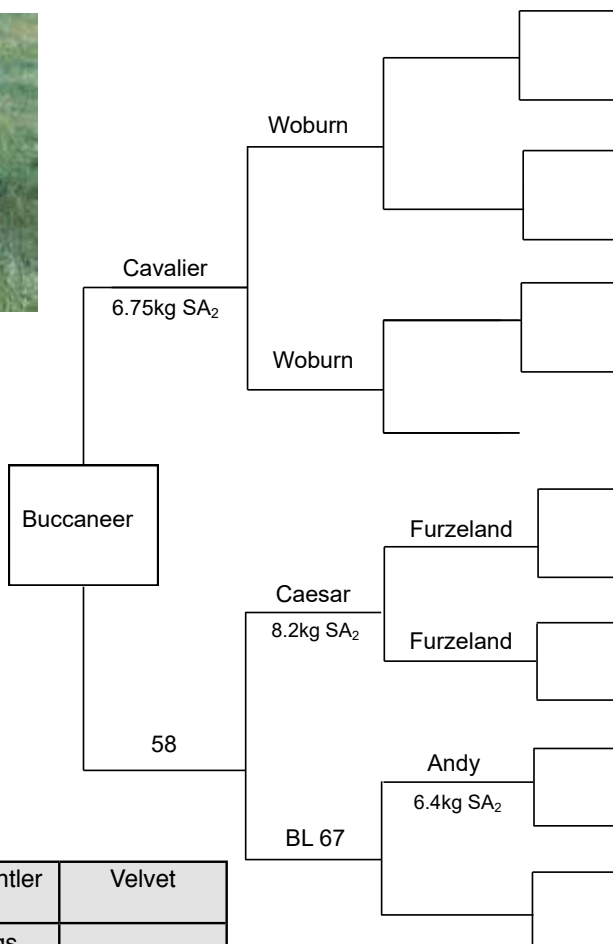 Woburn
Cavalier
6.75kg SA₂
Woburn
Buccaneer
Furzeland
Caesar
8.2kg SA₂
Furzeland
58
Andy
6.4kg SA₂
BL 67
Velvet